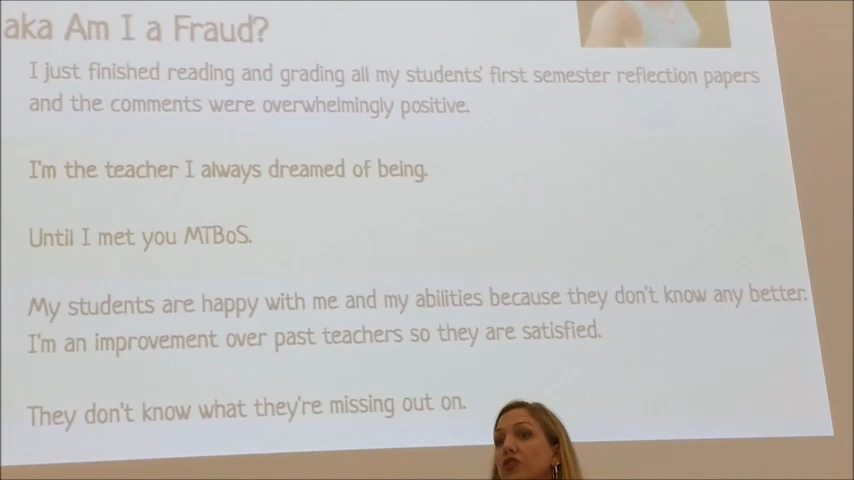 aka Am I a Fraud?
I just finished reading and grading all my students' first semester reflection papers
and the comments were overwhelmingly positive.
I'm the teacher I always dreamed of being.
Until I met you MTBoS.
My students are happy with me and my abilities because they don't know any better.
I'm an improvement over past teachers so they are satisfied.
They don't know what they're missing out on.